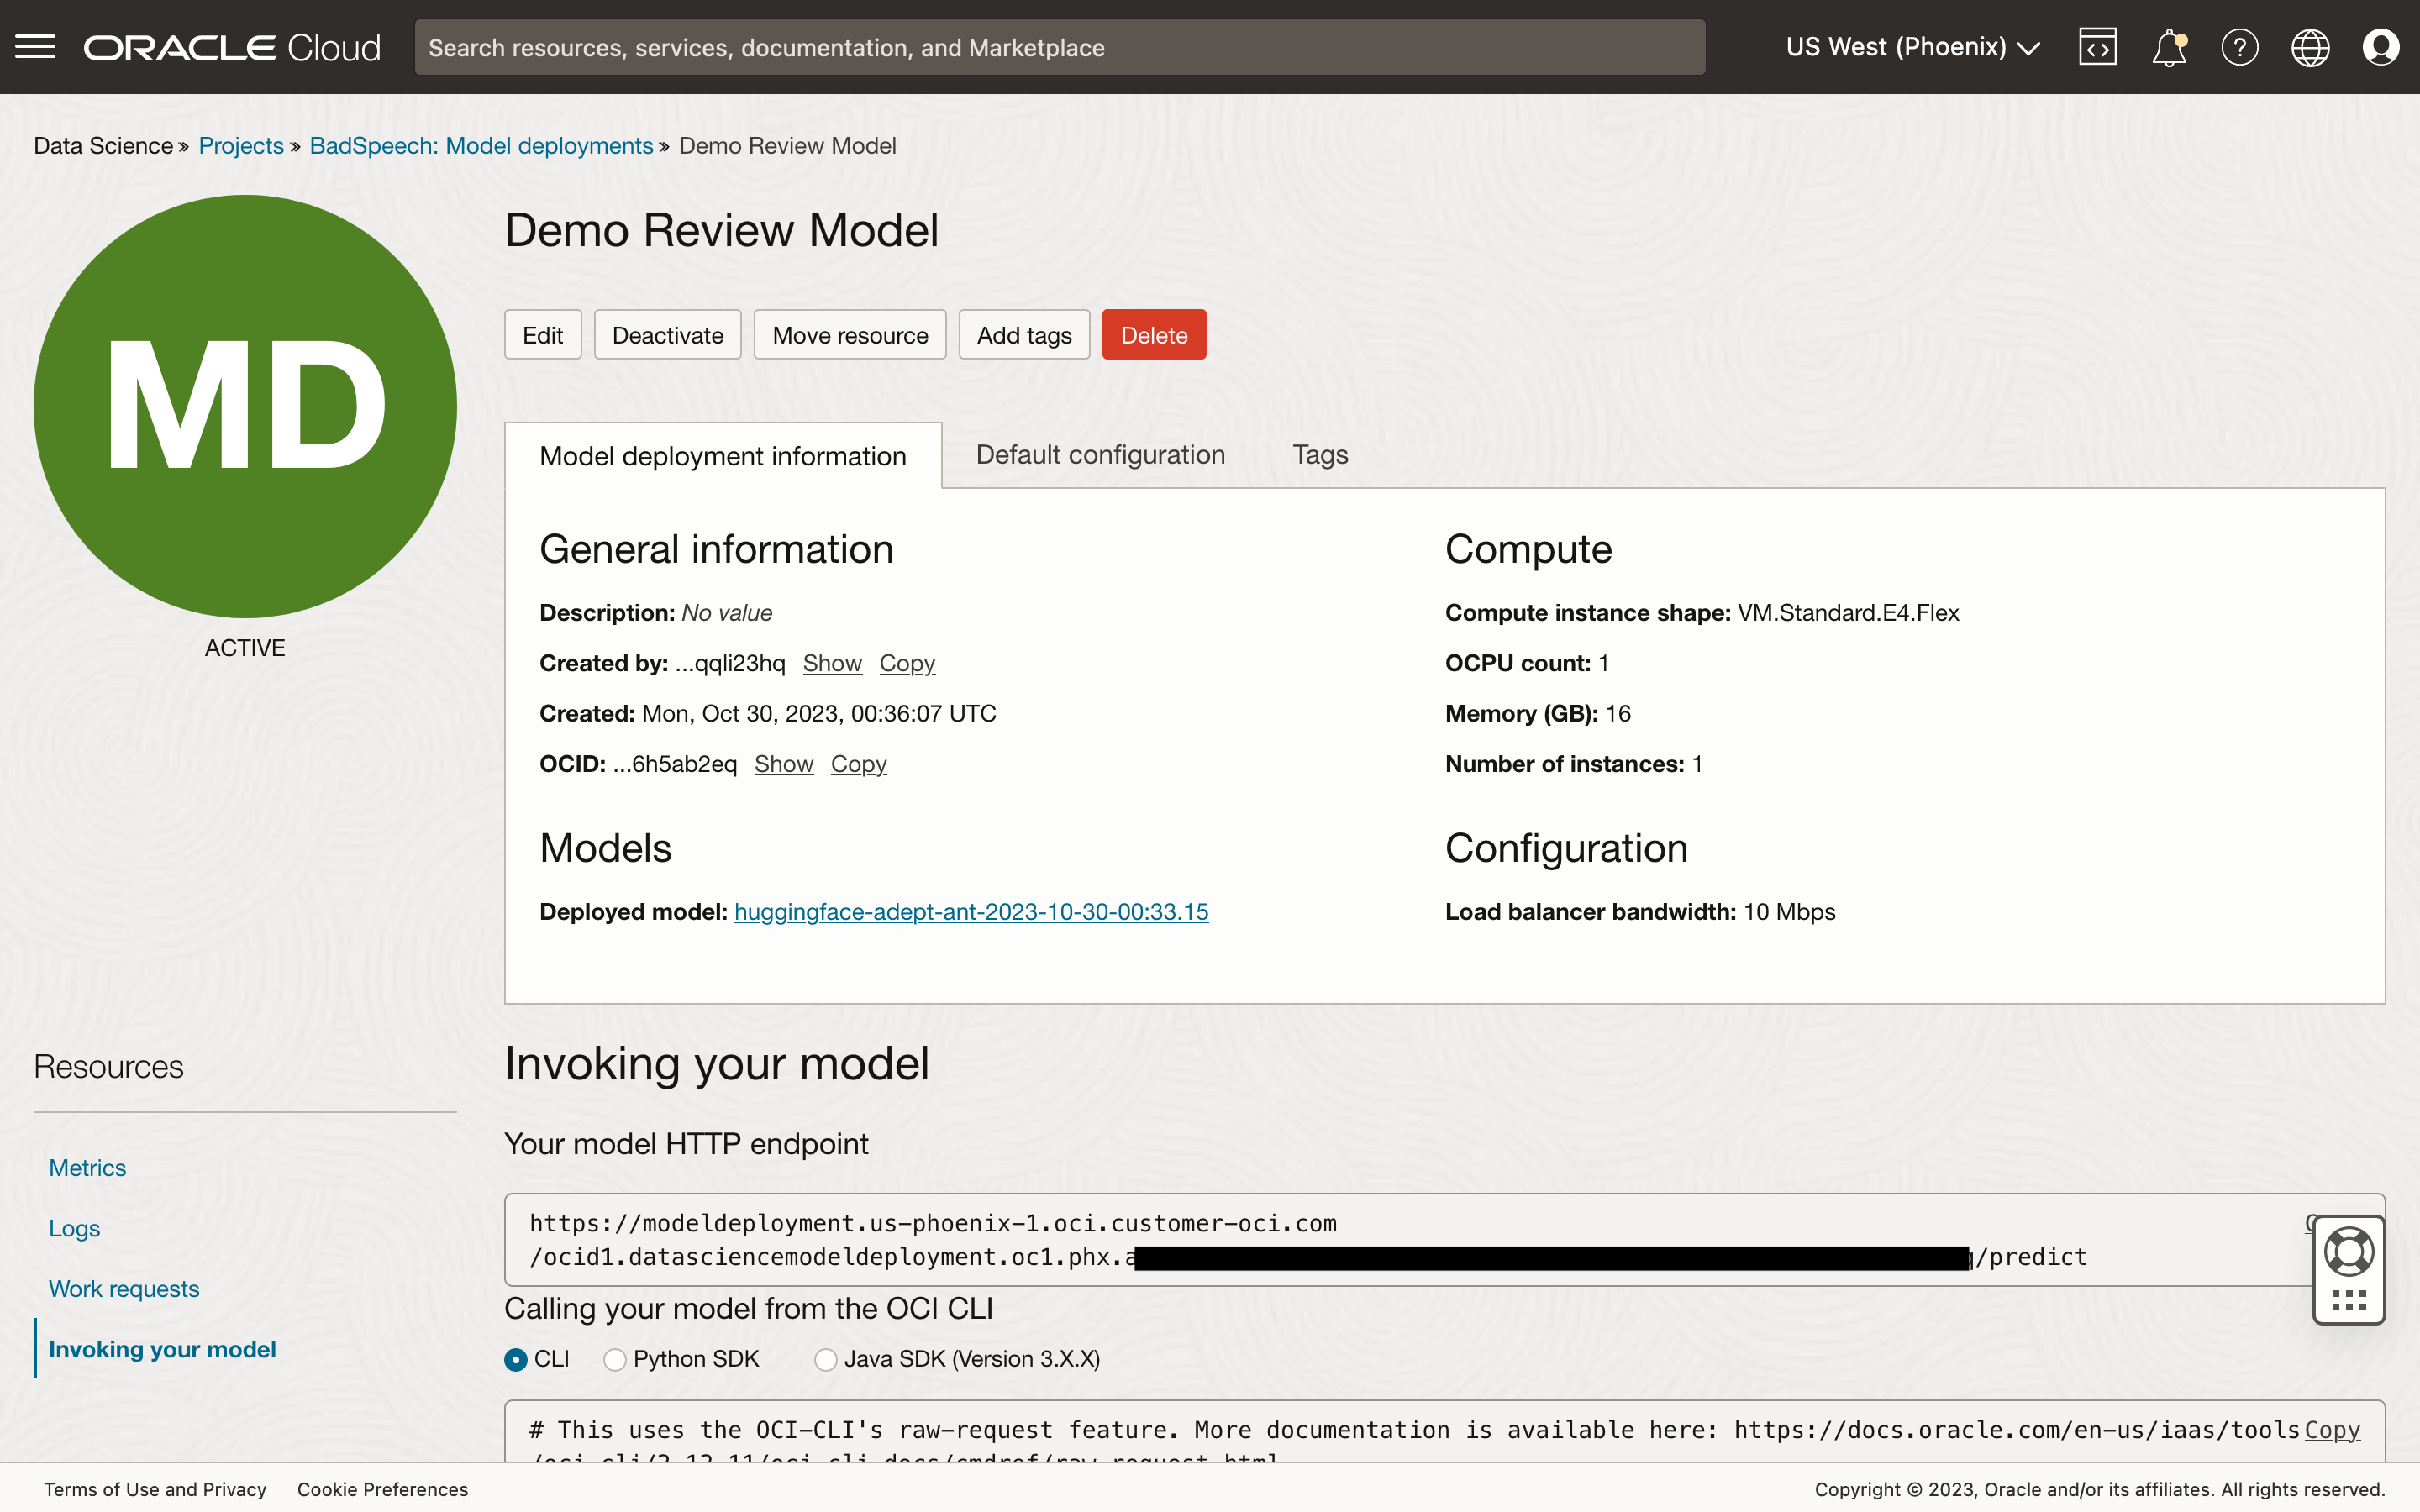 ORACLE Cloud
Search resources, services, documentation, and Marketplace
US West (Phoenix)
Data Science » Projects » BadSpeech: Model deployments » Demo Review Model
MD
ACTIVE
Demo Review Model
Edit
Deactivate
Move resource
Add tags
Delete
Model deployment information
Default configuration
Tags
General information
Description: No value
Created by: ...qqli23hq Show Copy
Created: Mon, Oct 30, 2023, 00:36:07 UTC
OCID: ...6h5ab2eq Show Copy
Models
Deployed model: huggingface-adept-ant-2023-10-30-00:33.15
Compute
Compute instance shape: VM.Standard.E4.Flex
OCPU count: 1
Memory (GB): 16
Number of instances: 1
Configuration
Load balancer bandwidth: 10 Mbps
Resources
Metrics
Logs
Work requests
Invoking your model
Invoking your model
Your model HTTP endpoint
https://modeldeployment.us-phoenix-1.oci.customer-oci.com
/ocid1.datasciencemodeldeployment.oc1.phx.a
/predict
Calling your model from the OCI CLI
CLI
Python SDK
Java SDK (Version 3.X.X)
# This uses the OCI-CLI's raw-request feature. More documentation is available here: https://docs.oracle.com/en-us/iaas/tools
Copy
Terms of Use and Privacy
Cookie Preferences
Copyright © 2023, Oracle and/or its affiliates. All rights reserved.